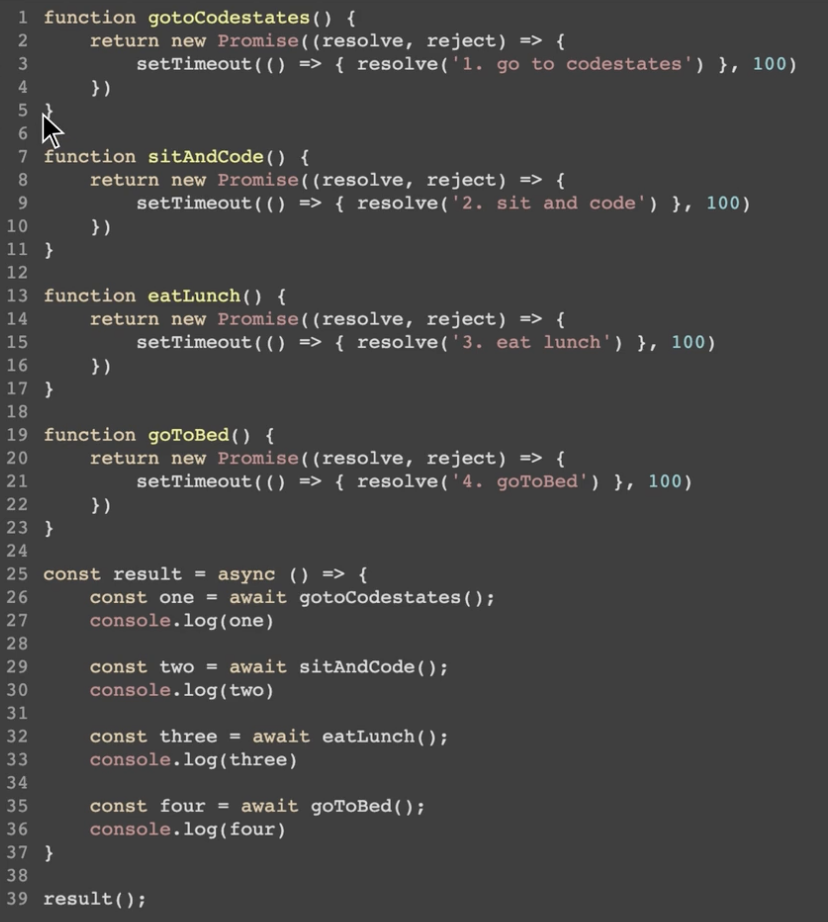 1 function gotoCodestates() {
2     return new Promise((resolve, reject) => {
3         setTimeout(() => { resolve('1. go to codestates') }, 100)
4     })
5 }
6
7 function sitAndCode() {
8     return new Promise((resolve, reject) => {
9         setTimeout(() => { resolve('2. sit and code') }, 100)
10     })
11 }
12
13 function eatLunch() {
14     return new Promise((resolve, reject) => {
15         setTimeout(() => { resolve('3. eat lunch') }, 100)
16     })
17 }
18
19 function goToBed() {
20     return new Promise((resolve, reject) => {
21         setTimeout(() => { resolve('4. goToBed') }, 100)
22     })
23 }
24
25 const result = async () => {
26     const one = await gotoCodestates();
27     console.log(one)
28
29     const two = await sitAndCode();
30     console.log(two)
31
32     const three = await eatLunch();
33     console.log(three)
34
35     const four = await goToBed();
36     console.log(four)
37 }
38
39 result();